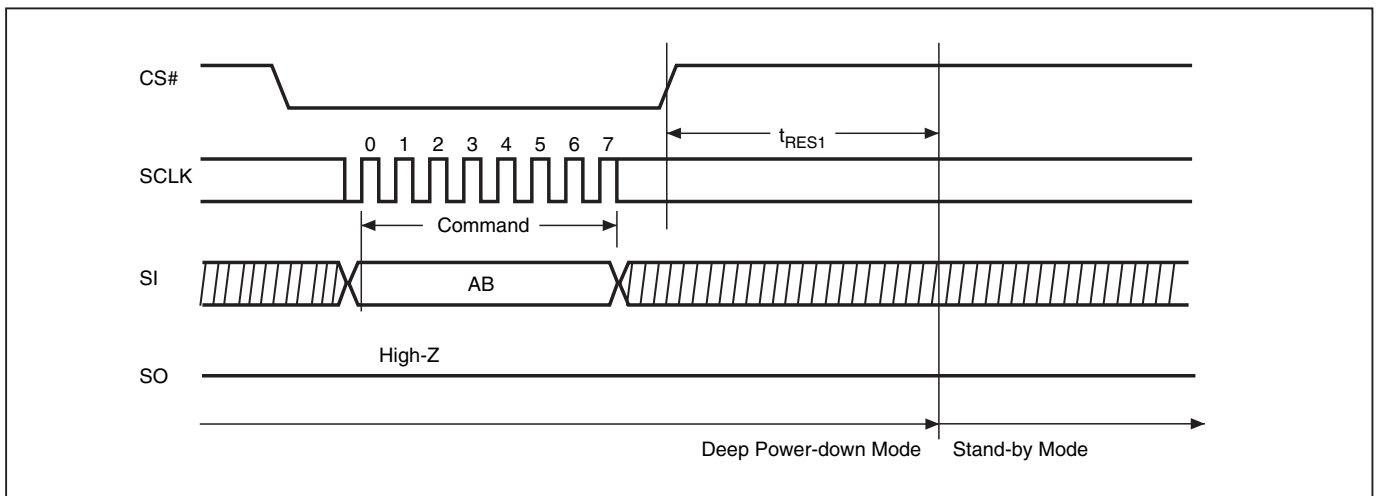 CS#
t_RES1
0 1 2 3 4 5 6 7
SCLK
Command
SI
AB
High-Z
SO
Deep Power-down Mode Stand-by Mode